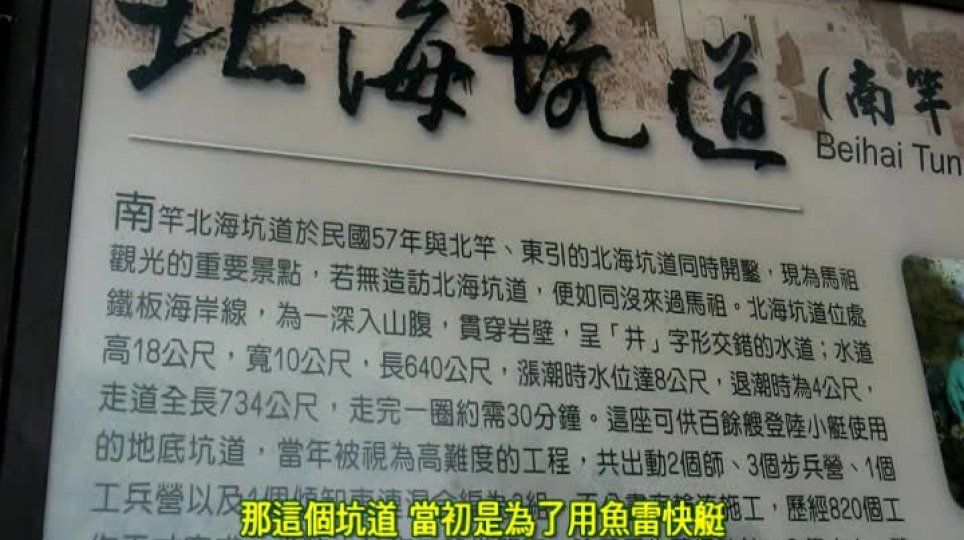 北海坑道(南竿
Beihai Tun
南竿北海坑道於民國57年與北竿、東引的北海坑道同時開鑿，現為馬祖
觀光的重要景點，若無造訪北海坑道，便如同沒來過馬祖。北海坑道位處
鐵板海岸線，為一深入山腹，貫穿岩壁，呈「井」字形交錯的水道；水道
高18公尺，寬10公尺，長640公尺，漲潮時水位達8公尺，退潮時為4公尺，
走道全長734公尺，走完一圈約需30分鐘。這座可供百餘艘登陸小艇使用
的地底坑道，當年被視為高難度的工程，共出動2個師、3個步兵營、1個
工兵營以及 施工，歷經820個工
那這個坑道 當初是為了用魚雷快艇